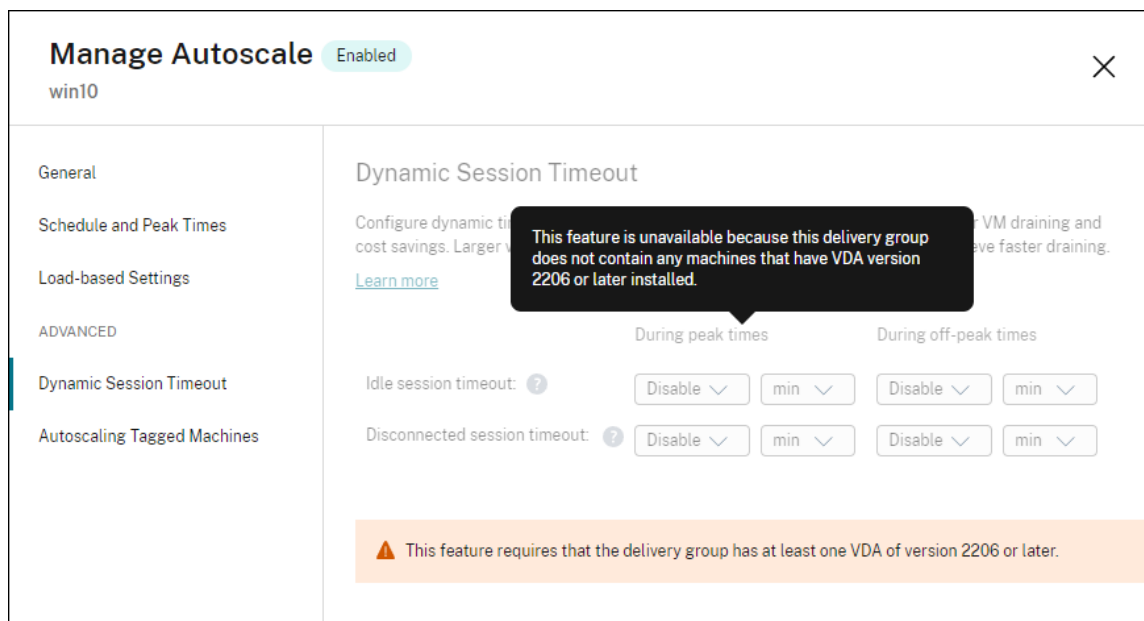 Manage Autoscale Enabled
win10
General
Schedule and Peak Times
Load-based Settings
ADVANCED
Dynamic Session Timeout
Autoscaling Tagged Machines
Dynamic Session Timeout
Configure dynamic VM draining and
cost savings. Larger faster draining.
Learn more
This feature is unavailable because this delivery group
does not contain any machines that have VDA version
2206 or later installed.
During peak times During off-peak times
Idle session timeout: ? Disable min Disable min
Disconnected session timeout: ? Disable min Disable min
This feature requires that the delivery group has at least one VDA of version 2206 or later.